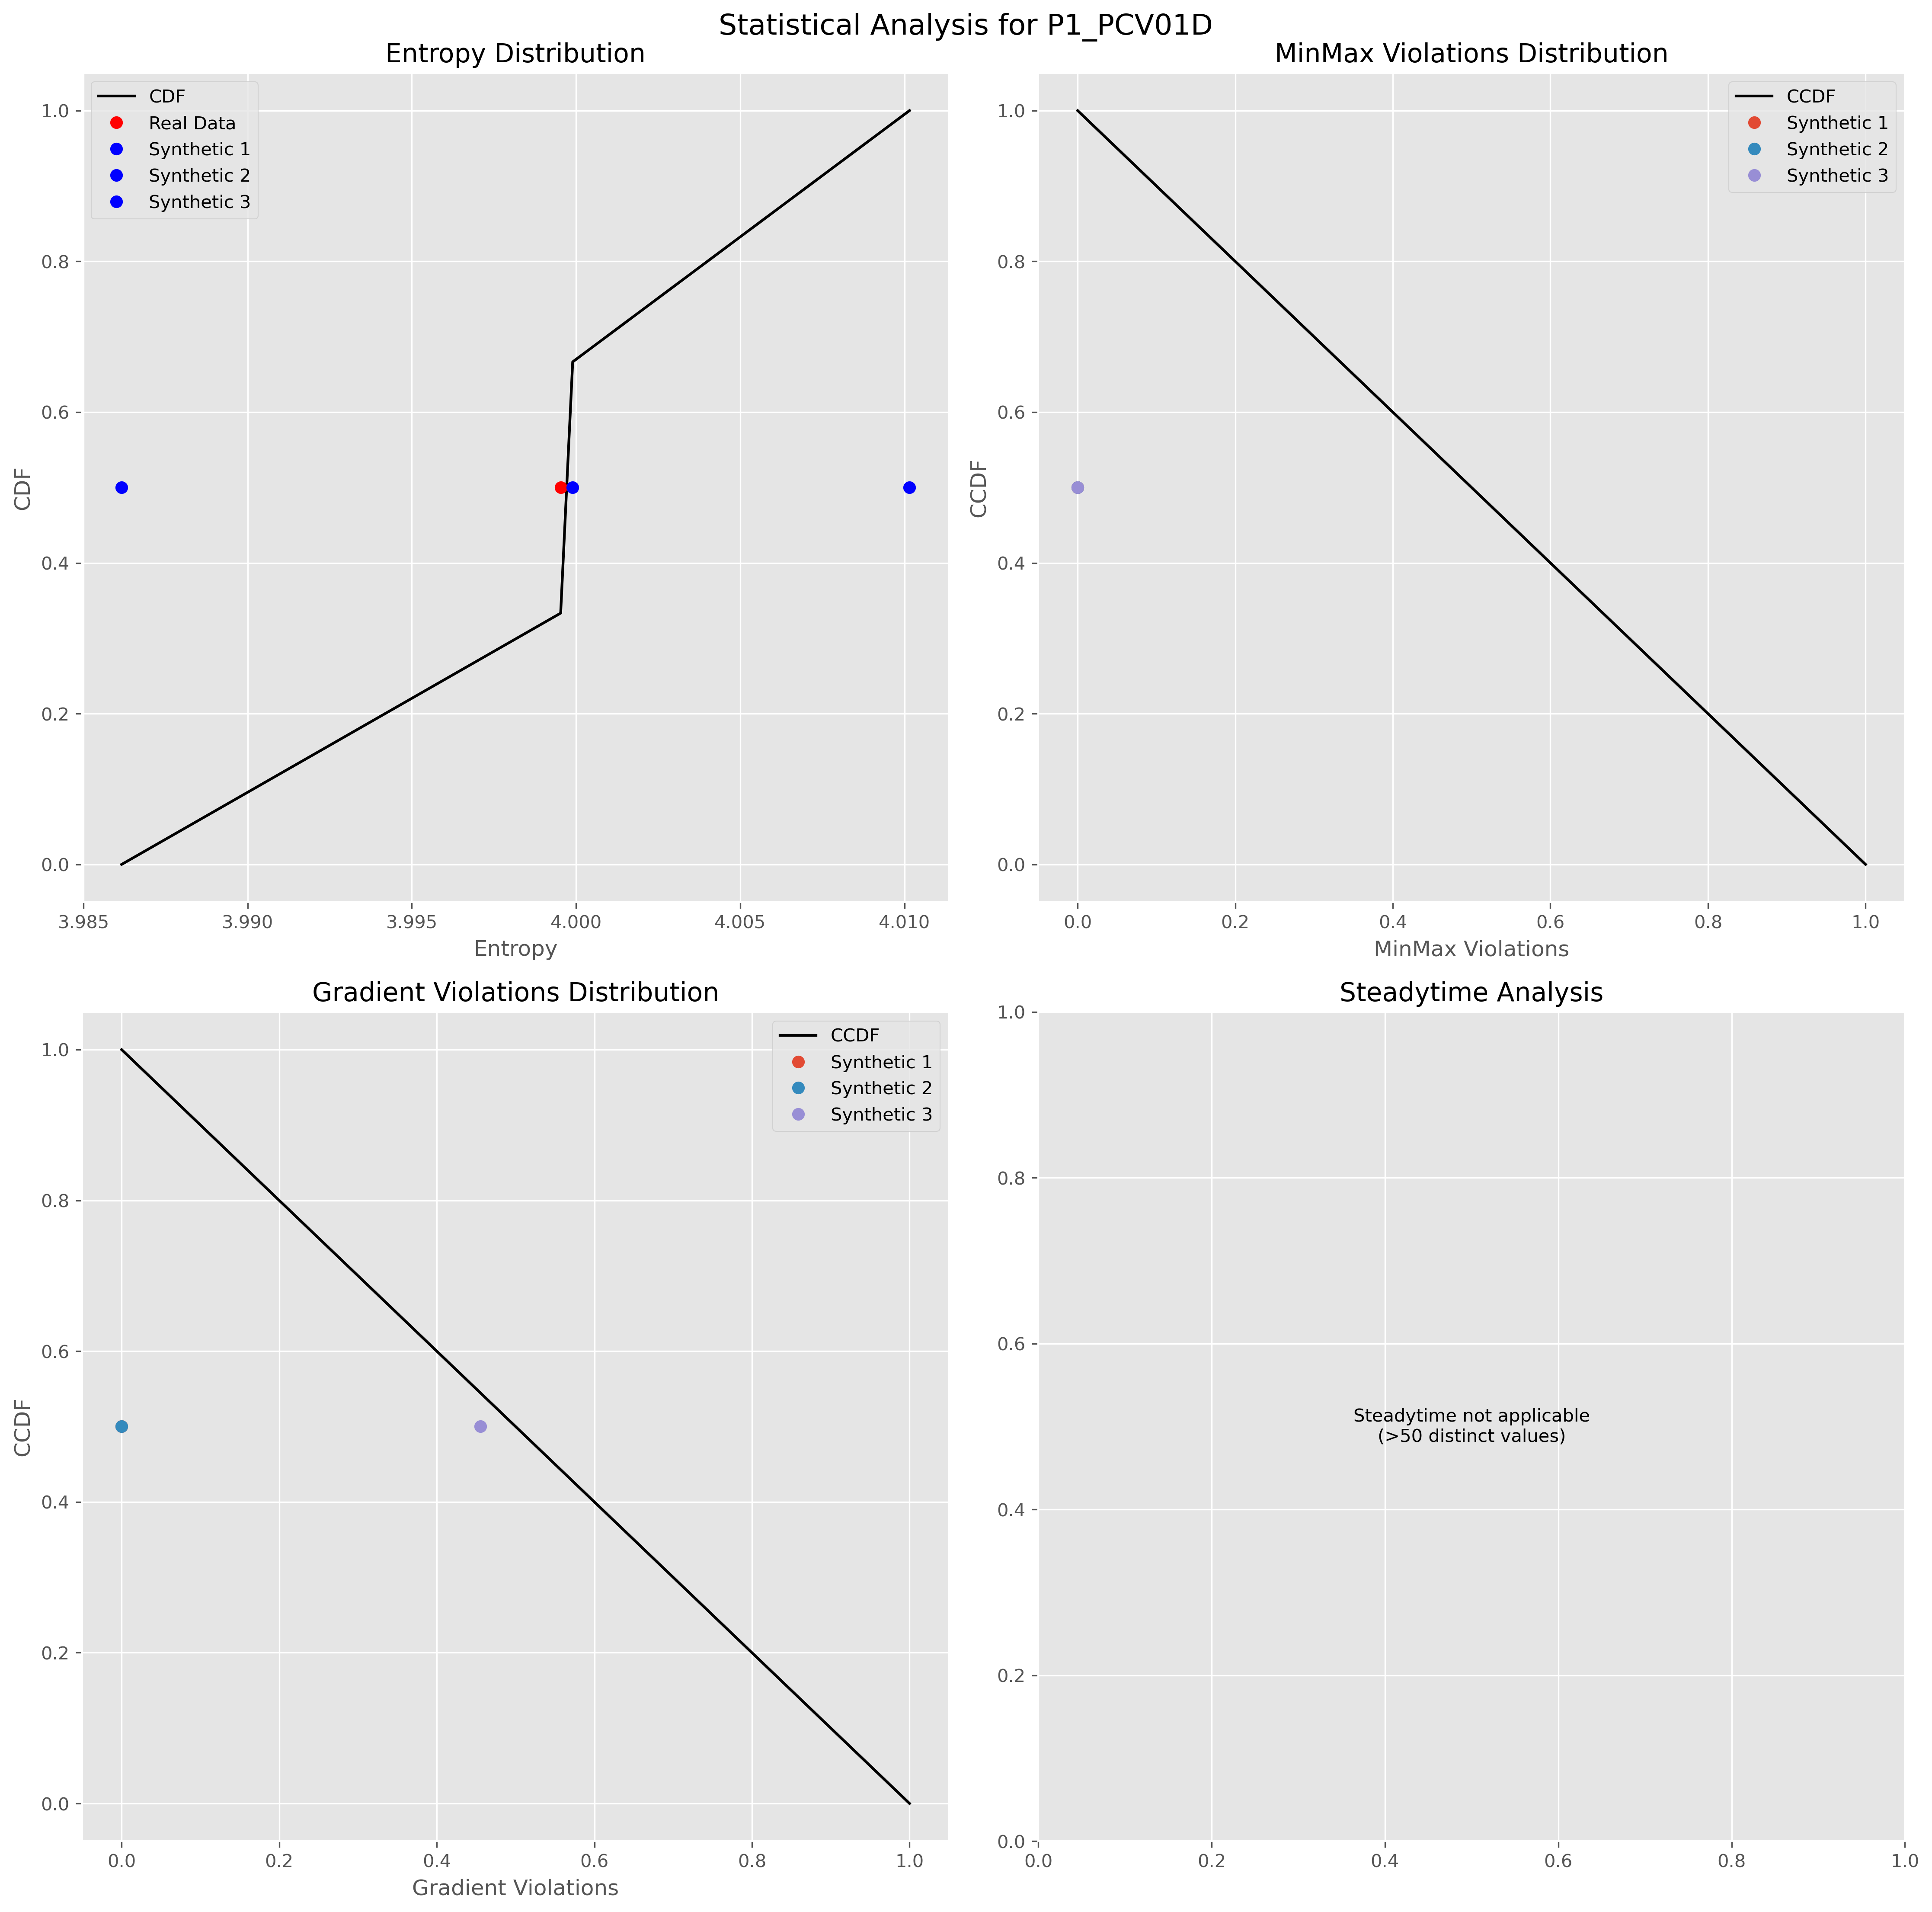 Statistical Analysis for P1_PCV01D
Entropy Distribution
CDF
Real Data
Synthetic 1
Synthetic 2
Synthetic 3
1.0
0.8
0.6
0.4
0.2
0.0
CDF
3.985 3.990 3.995 4.000 4.005 4.010
Entropy
MinMax Violations Distribution
CCDF
Synthetic 1
Synthetic 2
Synthetic 3
1.0
0.8
0.6
0.4
0.2
0.0
CCDF
0.0 0.2 0.4 0.6 0.8 1.0
MinMax Violations
Gradient Violations Distribution
CCDF
Synthetic 1
Synthetic 2
Synthetic 3
1.0
0.8
0.6
0.4
0.2
0.0
CCDF
0.0 0.2 0.4 0.6 0.8 1.0
Gradient Violations
Steadytime Analysis
1.0
0.8
0.6
0.4
0.2
0.0
Steadytime not applicable
(>50 distinct values)
0.0 0.2 0.4 0.6 0.8 1.0